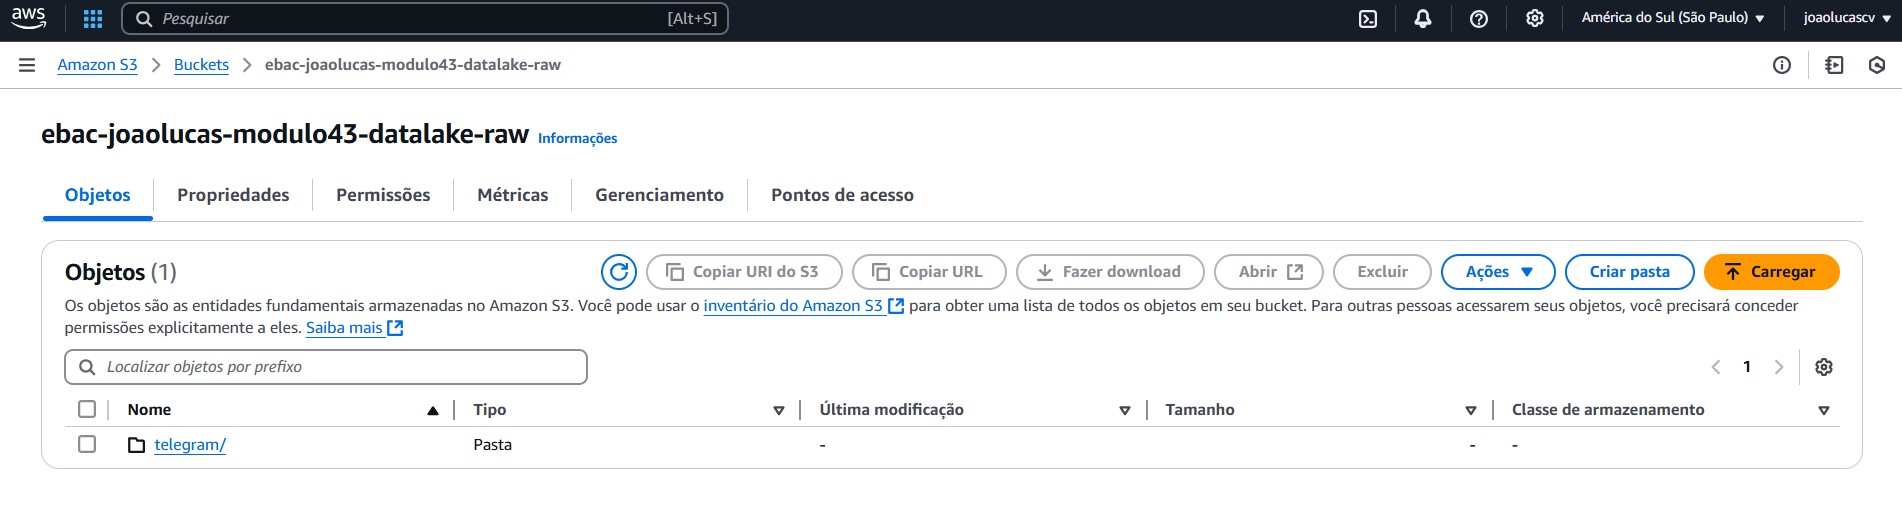 aws Pesquisar [Alt+S] América do Sul (São Paulo) joaolucascv
Amazon S3 Buckets ebac-joaolucas-modulo43-datalake-raw
ebac-joaolucas-modulo43-datalake-raw Informações
Objetos Propriedades Permissões Métricas Gerenciamento Pontos de acesso
Objetos (1) Copiar URI do S3 Copiar URL Fazer download Abrir Excluir Ações Criar pasta Carregar
Os objetos são as entidades fundamentais armazenadas no Amazon S3. Você pode usar o inventário do Amazon S3 para obter uma lista de todos os objetos em seu bucket. Para outras pessoas acessarem seus objetos, você precisará conceder
permissões explicitamente a eles. Saiba mais
Localizar objetos por prefixo 1
Nome Tipo Última modificação Tamanho Classe de armazenamento
telegram/ Pasta - - -